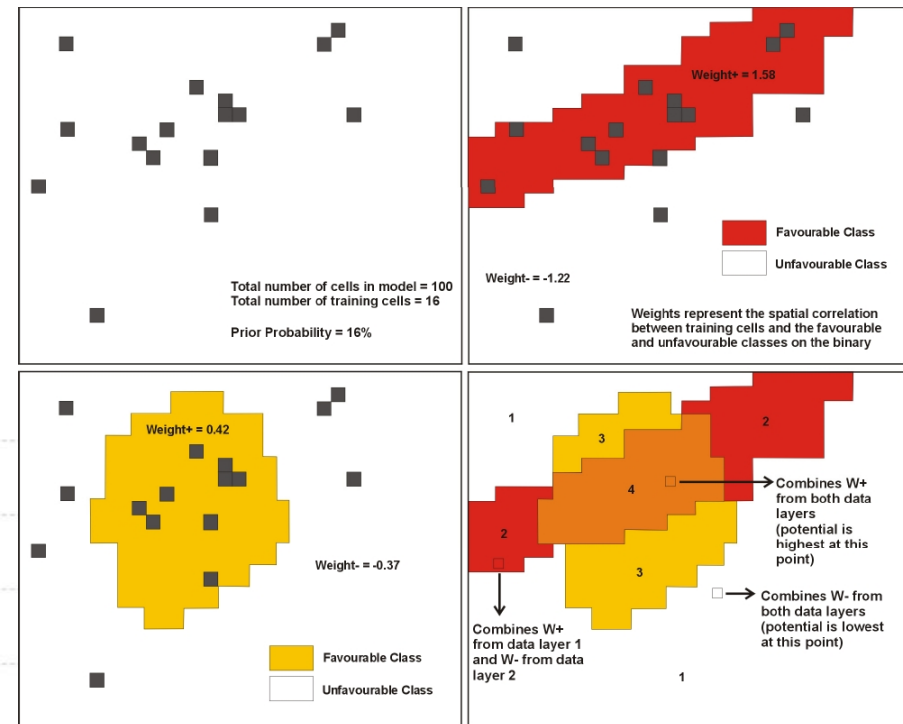 Total number of cells in model = 100
Total number of training cells = 16
Prior Probability = 16%
Weight+ = 1.58
Favourable Class
Unfavourable Class
Weight- = -1.22
Weights represent the spatial correlation
between training cells and the favourable
and unfavourable classes on the binary
Weight+ = 0.42
Weight- = -0.37
Favourable Class
Unfavourable Class
1
2
3
4
2
3
1
Combines W+
from both data
layers
(potential is
highest at this
point)
Combines W- from
both data layers
(potential is lowest
at this point)
Combines W+
from data layer 1
and W- from data
layer 2